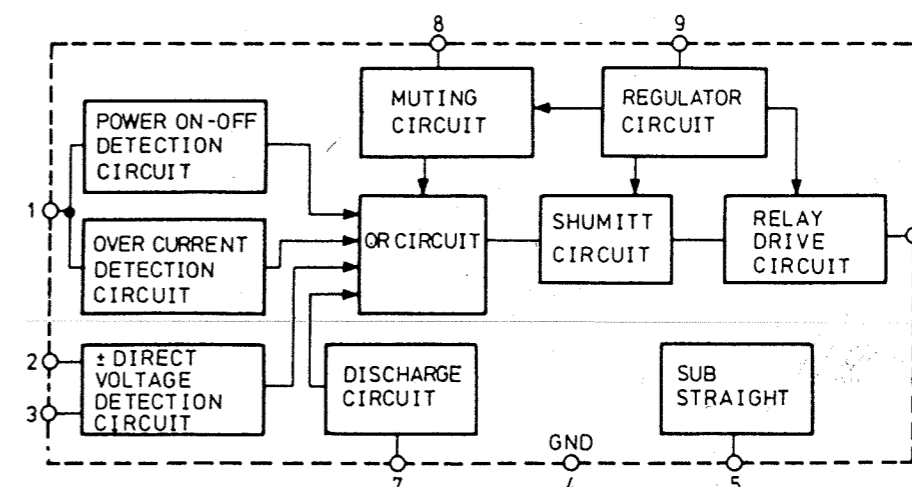 8
9
MUTING
CIRCUIT
REGULATOR
CIRCUIT
POWER ON-OFF
DETECTION
CIRCUIT
1
OVER CURRENT
DETECTION
CIRCUIT
OR CIRCUIT
SHUMITT
CIRCUIT
RELAY
DRIVE
CIRCUIT
2
3
± DIRECT
VOLTAGE
DETECTION
CIRCUIT
DISCHARGE
CIRCUIT
SUB
STRAIGHT
GND
7
4
5